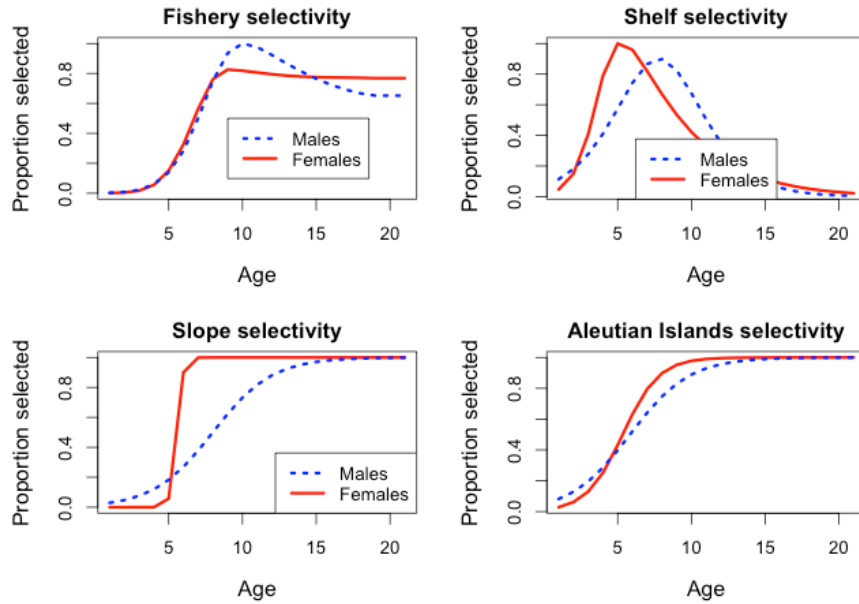 Fishery selectivity
Proportion selected
0.0 0.4 0.8
Males
Females
5 10 15 20
Age
Shelf selectivity
Proportion selected
0.0 0.4 0.8
Males
Females
5 10 15 20
Age
Slope selectivity
Proportion selected
0.0 0.4 0.8
Males
Females
5 10 15 20
Age
Aleutian Islands selectivity
Proportion selected
0.0 0.4 0.8
5 10 15 20
Age